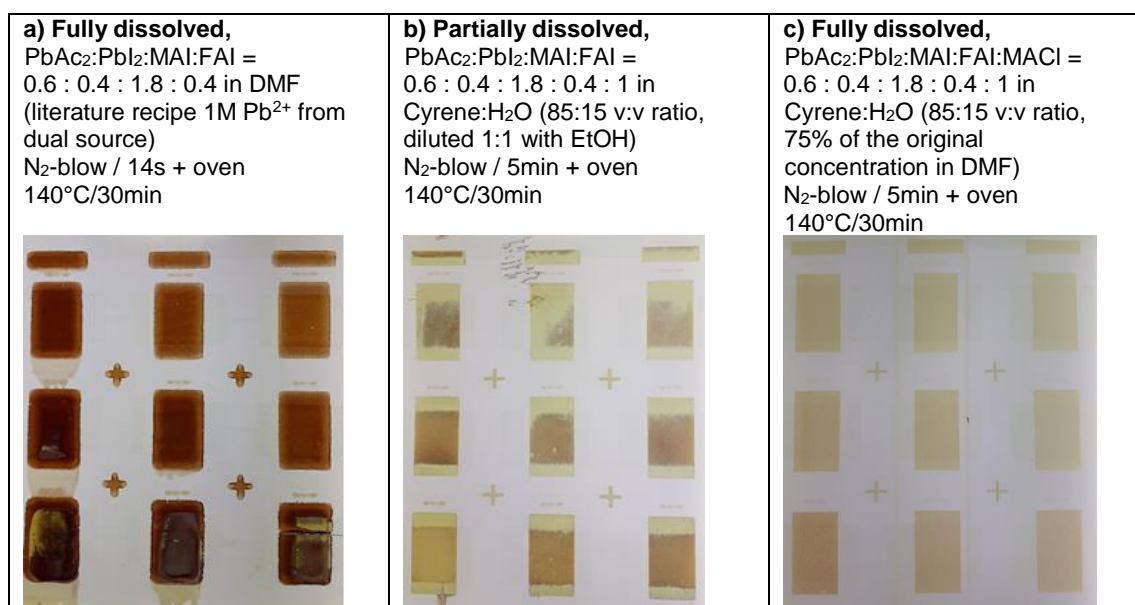 a) Fully dissolved,
PbAc₂:PbI₂:MAI:FAI =
0.6 : 0.4 : 1.8 : 0.4 in DMF
(literature recipe 1M Pb²⁺ from
dual source)
N₂-blow / 14s + oven
140°C/30min
b) Partially dissolved,
PbAc₂:PbI₂:MAI:FAI =
0.6 : 0.4 : 1.8 : 0.4 : 1 in
Cyrene:H₂O (85:15 v:v ratio,
diluted 1:1 with EtOH)
N₂-blow / 5min + oven
140°C/30min
c) Fully dissolved,
PbAc₂:PbI₂:MAI:FAI:MACl =
0.6 : 0.4 : 1.8 : 0.4 : 1 in
Cyrene:H₂O (85:15 v:v ratio,
75% of the original
concentration in DMF)
N₂-blow / 5min + oven
140°C/30min